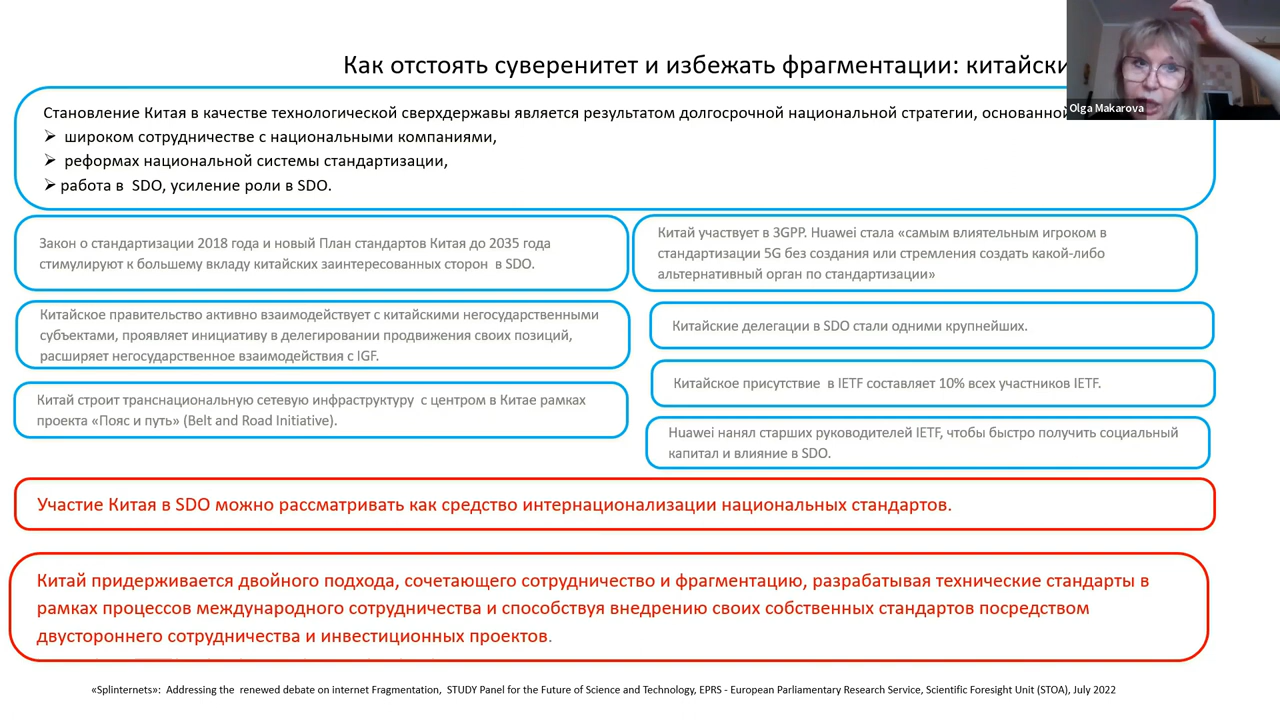 Как отстоять суверенитет и избежать фрагментации: китайски
Olga Makarova
Становление Китая в качестве технологической сверхдержавы является результатом долгосрочной национальной стратегии, основанной
➢ широком сотрудничестве с национальными компаниями,
➢ реформах национальной системы стандартизации,
➢ работа в SDO, усиление роли в SDO.
Закон о стандартизации 2018 года и новый План стандартов Китая до 2035 года
стимулируют к большему вкладу китайских заинтересованных сторон в SDO.
Китайское правительство активно взаимодействует с китайскими негосударственными
субъектами, проявляет инициативу в делегировании продвижения своих позиций,
расширяет негосударственное взаимодействия с IGF.
Китай строит транснациональную сетевую инфраструктуру с центром в Китае рамках
проекта «Пояс и путь» (Belt and Road Initiative).
Китай участвует в 3GPP. Huawei стала «самым влиятельным игроком в
стандартизации 5G без создания или стремления создать какой-либо
альтернативный орган по стандартизации»
Китайские делегации в SDO стали одними крупнейших.
Китайское присутствие в IETF составляет 10% всех участников IETF.
Huawei нанял старших руководителей IETF, чтобы быстро получить социальный
капитал и влияние в SDO.
Участие Китая в SDO можно рассматривать как средство интернационализации национальных стандартов.
Китай придерживается двойного подхода, сочетающего сотрудничество и фрагментацию, разрабатывая технические стандарты в
рамках процессов международного сотрудничества и способствуя внедрению своих собственных стандартов посредством
двустороннего сотрудничества и инвестиционных проектов.
«Splinternets»: Addressing the renewed debate on internet Fragmentation, STUDY Panel for the Future of Science and Technology, EPRS - European Parliamentary Research Service, Scientific Foresight Unit (STOA), July 2022